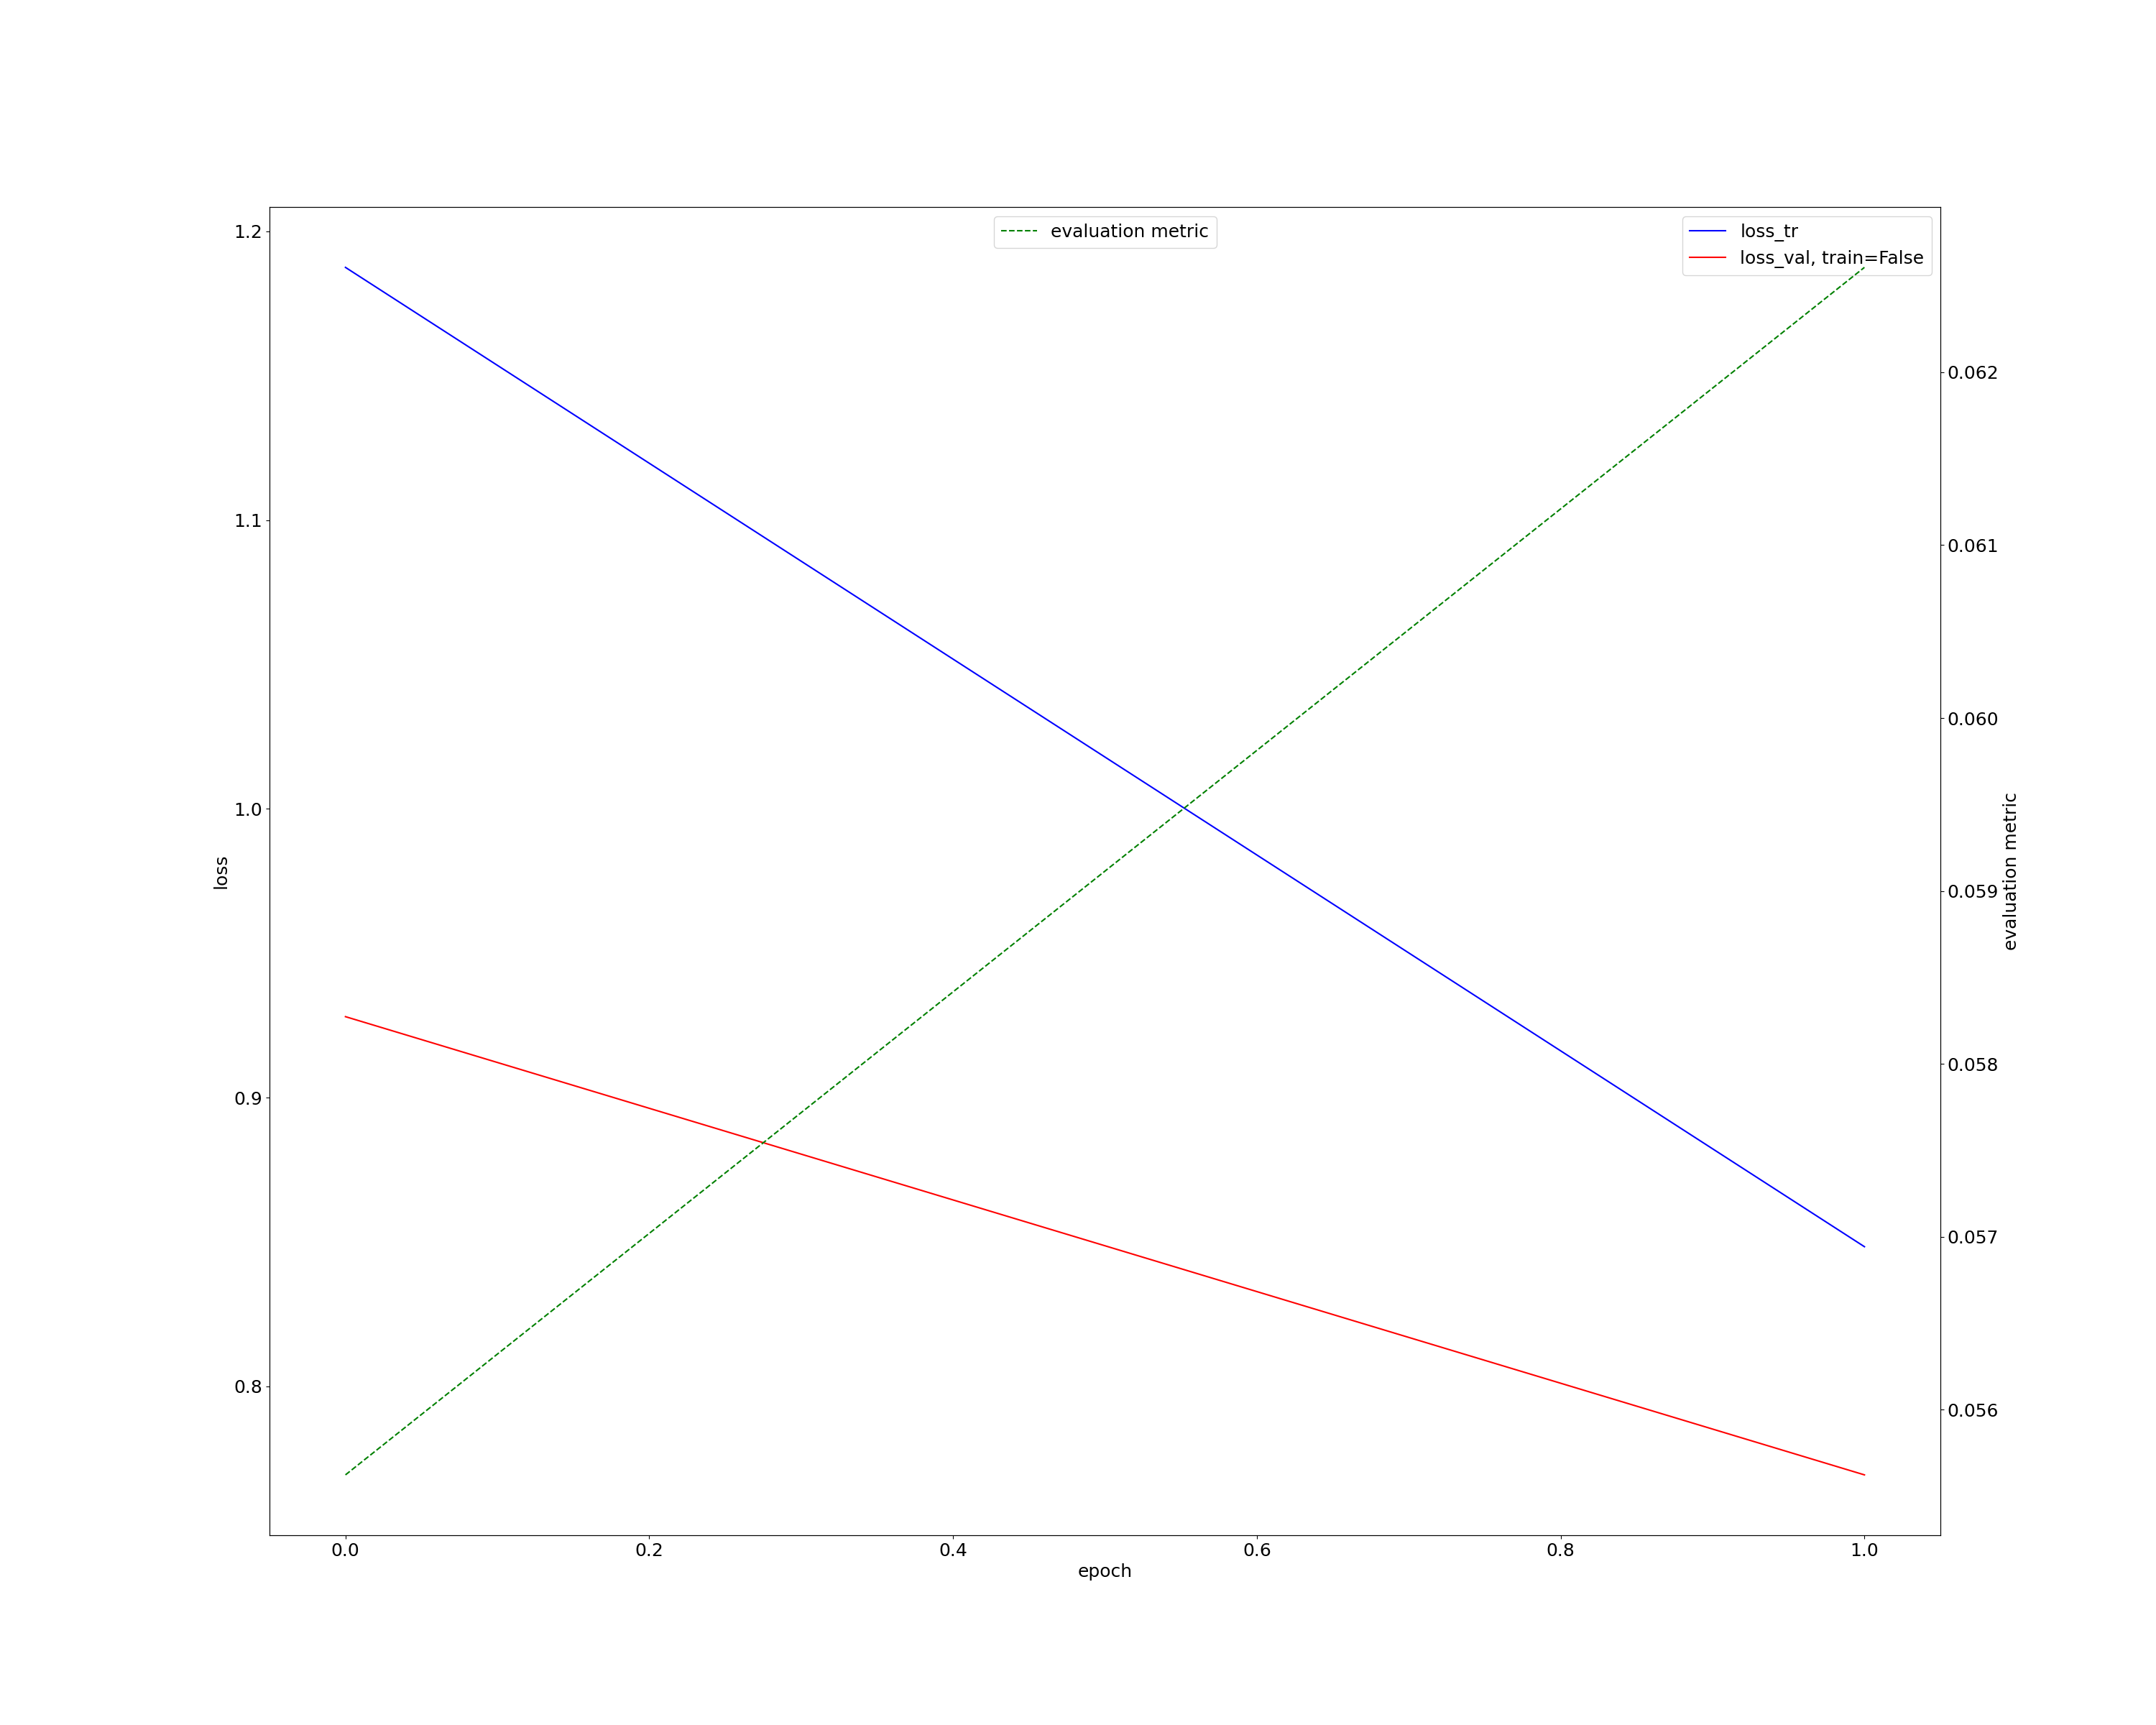 evaluation metric
loss_tr
loss_val, train=False
1.2
1.1
1.0
0.9
0.8
loss
0.062
0.061
0.060
0.059
0.058
0.057
0.056
evaluation metric
0.0 0.2 0.4 0.6 0.8 1.0
epoch